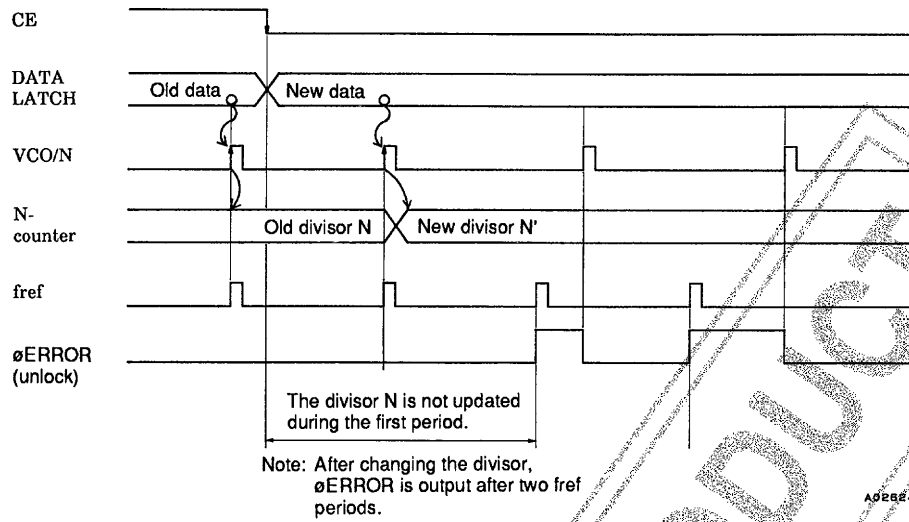 CE
DATA
LATCH
Old data
New data
VCO/N
N-
counter
Old divisor N
New divisor N'
fref
øERROR
(unlock)
The divisor N is not updated
during the first period.
Note: After changing the divisor,
øERROR is output after two fref
periods.
PRODUCT